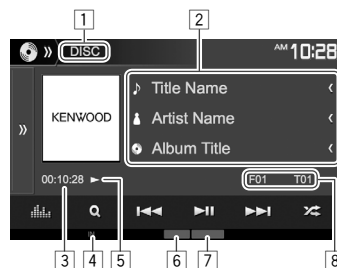 1
2
» DISC
AM 10:28
Title Name
KENWOOD
Artist Name
»
Album Title
00:10:28
F01 T01
IN
3 4 5 6 7 8